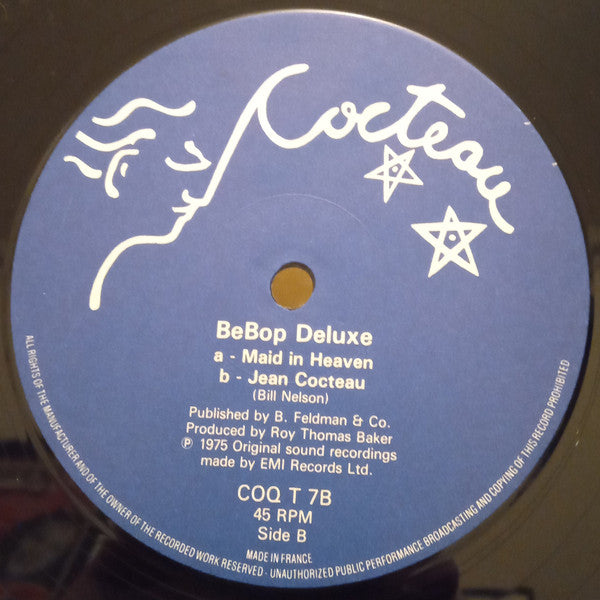 Cocteau
BeBop Deluxe
a - Maid in Heaven
b - Jean Cocteau
(Bill Nelson)
Published by B. Feldman & Co.
Produced by Roy Thomas Baker
℗ 1975 Original sound recordings
made by EMI Records Ltd.
COQ T 7B
45 RPM
Side B
MADE IN FRANCE
ALL RIGHTS OF THE MANUFACTURER AND OF THE OWNER OF THE RECORDED WORK RESERVED - UNAUTHORIZED PUBLIC PERFORMANCE BROADCASTING AND COPYING OF THIS RECORD PROHIBITED